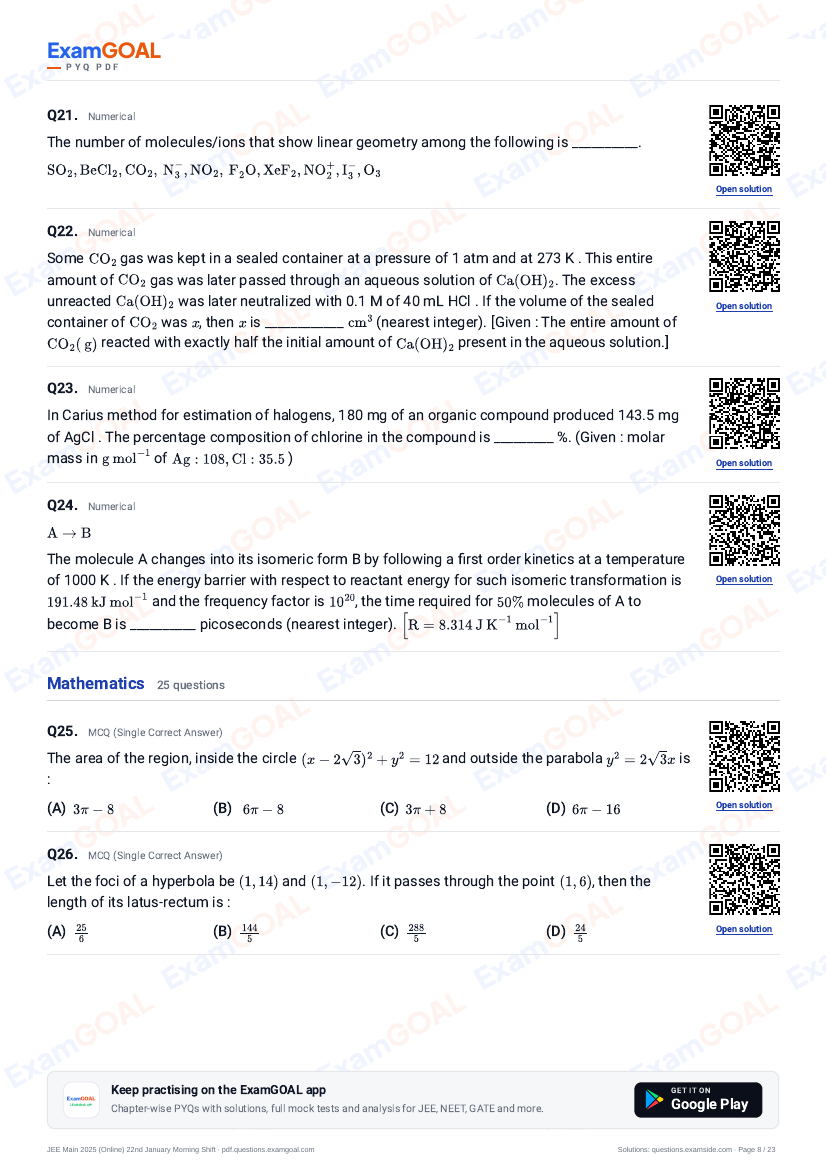 ExamGOAL
PYQ PDF
Q21. Numerical
The number of molecules/ions that show linear geometry among the following is __________.
SO₂, BeCl₂, CO₂, N₃⁻, NO₂, F₂O, XeF₂, NO₂⁺, I₃⁻, O₃
Open solution
Q22. Numerical
Some CO₂ gas was kept in a sealed container at a pressure of 1 atm and at 273 K . This entire
amount of CO₂ gas was later passed through an aqueous solution of Ca(OH)₂. The excess
unreacted Ca(OH)₂ was later neutralized with 0.1 M of 40 mL HCl . If the volume of the sealed
container of CO₂ was x, then x is ____________ cm³ (nearest integer). [Given : The entire amount of
CO₂( g) reacted with exactly half the initial amount of Ca(OH)₂ present in the aqueous solution.]
Open solution
Q23. Numerical
In Carius method for estimation of halogens, 180 mg of an organic compound produced 143.5 mg
of AgCl . The percentage composition of chlorine in the compound is _________ %. (Given : molar
mass in g mol⁻¹ of Ag : 108, Cl : 35.5 )
Open solution
Q24. Numerical
A → B
The molecule A changes into its isomeric form B by following a first order kinetics at a temperature
of 1000 K . If the energy barrier with respect to reactant energy for such isomeric transformation is
191.48 kJ mol⁻¹ and the frequency factor is 10²⁰, the time required for 50% molecules of A to
become B is __________ picoseconds (nearest integer). [R = 8.314 J K⁻¹ mol⁻¹]
Open solution
Mathematics 25 questions
Q25. MCQ (Single Correct Answer)
The area of the region, inside the circle (x − 2√3)² + y² = 12 and outside the parabola y² = 2√3x is
:
(A) 3π − 8 (B) 6π − 8 (C) 3π + 8 (D) 6π − 16
Open solution
Q26. MCQ (Single Correct Answer)
Let the foci of a hyperbola be (1, 14) and (1, −12). If it passes through the point (1, 6), then the
length of its latus-rectum is :
(A) 25/6 (B) 144/5 (C) 288/5 (D) 24/5
Open solution
ExamGOAL
Keep practising on the ExamGOAL app
Chapter-wise PYQs with solutions, full mock tests and analysis for JEE, NEET, GATE and more.
GET IT ON
Google Play
JEE Main 2025 (Online) 22nd January Morning Shift · pdf.questions.examgoal.com
Solutions: questions.examside.com · Page 8 / 23